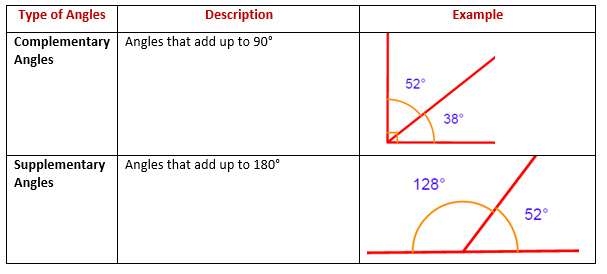 Type of Angles Description Example
Complementary Angles that add up to 90°
Angles
52°
38°
Supplementary Angles that add up to 180°
Angles
128°
52°